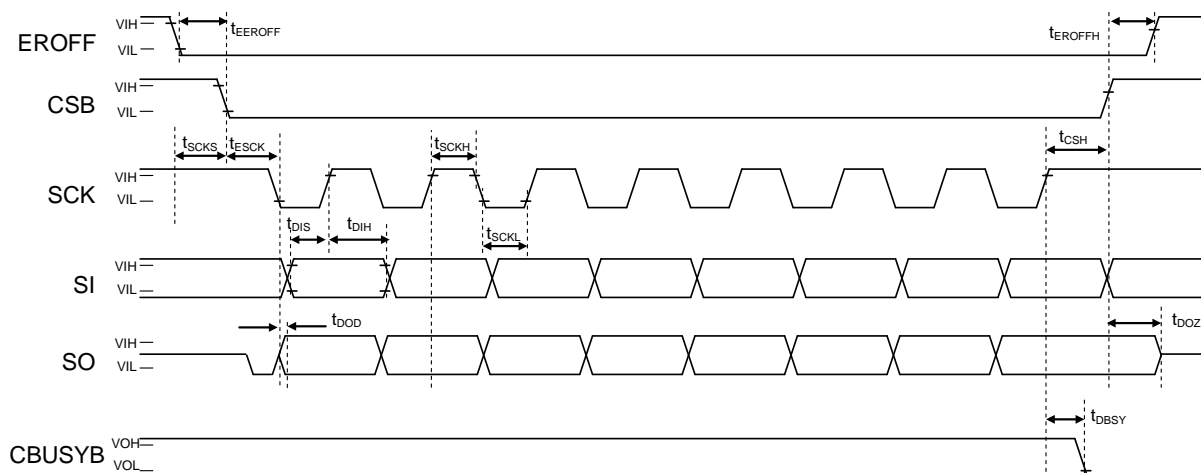 EROFF
VIH
VIL
tEEROFF
tEROFFH
CSB
VIH
VIL
tSCKS
tESCK
tSCKH
tCSH
SCK
VIH
VIL
tDIS
tDIH
tSCKL
SI
VIH
VIL
tDOD
tDOZ
SO
VIH
VIL
tDBSY
CBUSYB
VOH
VOL